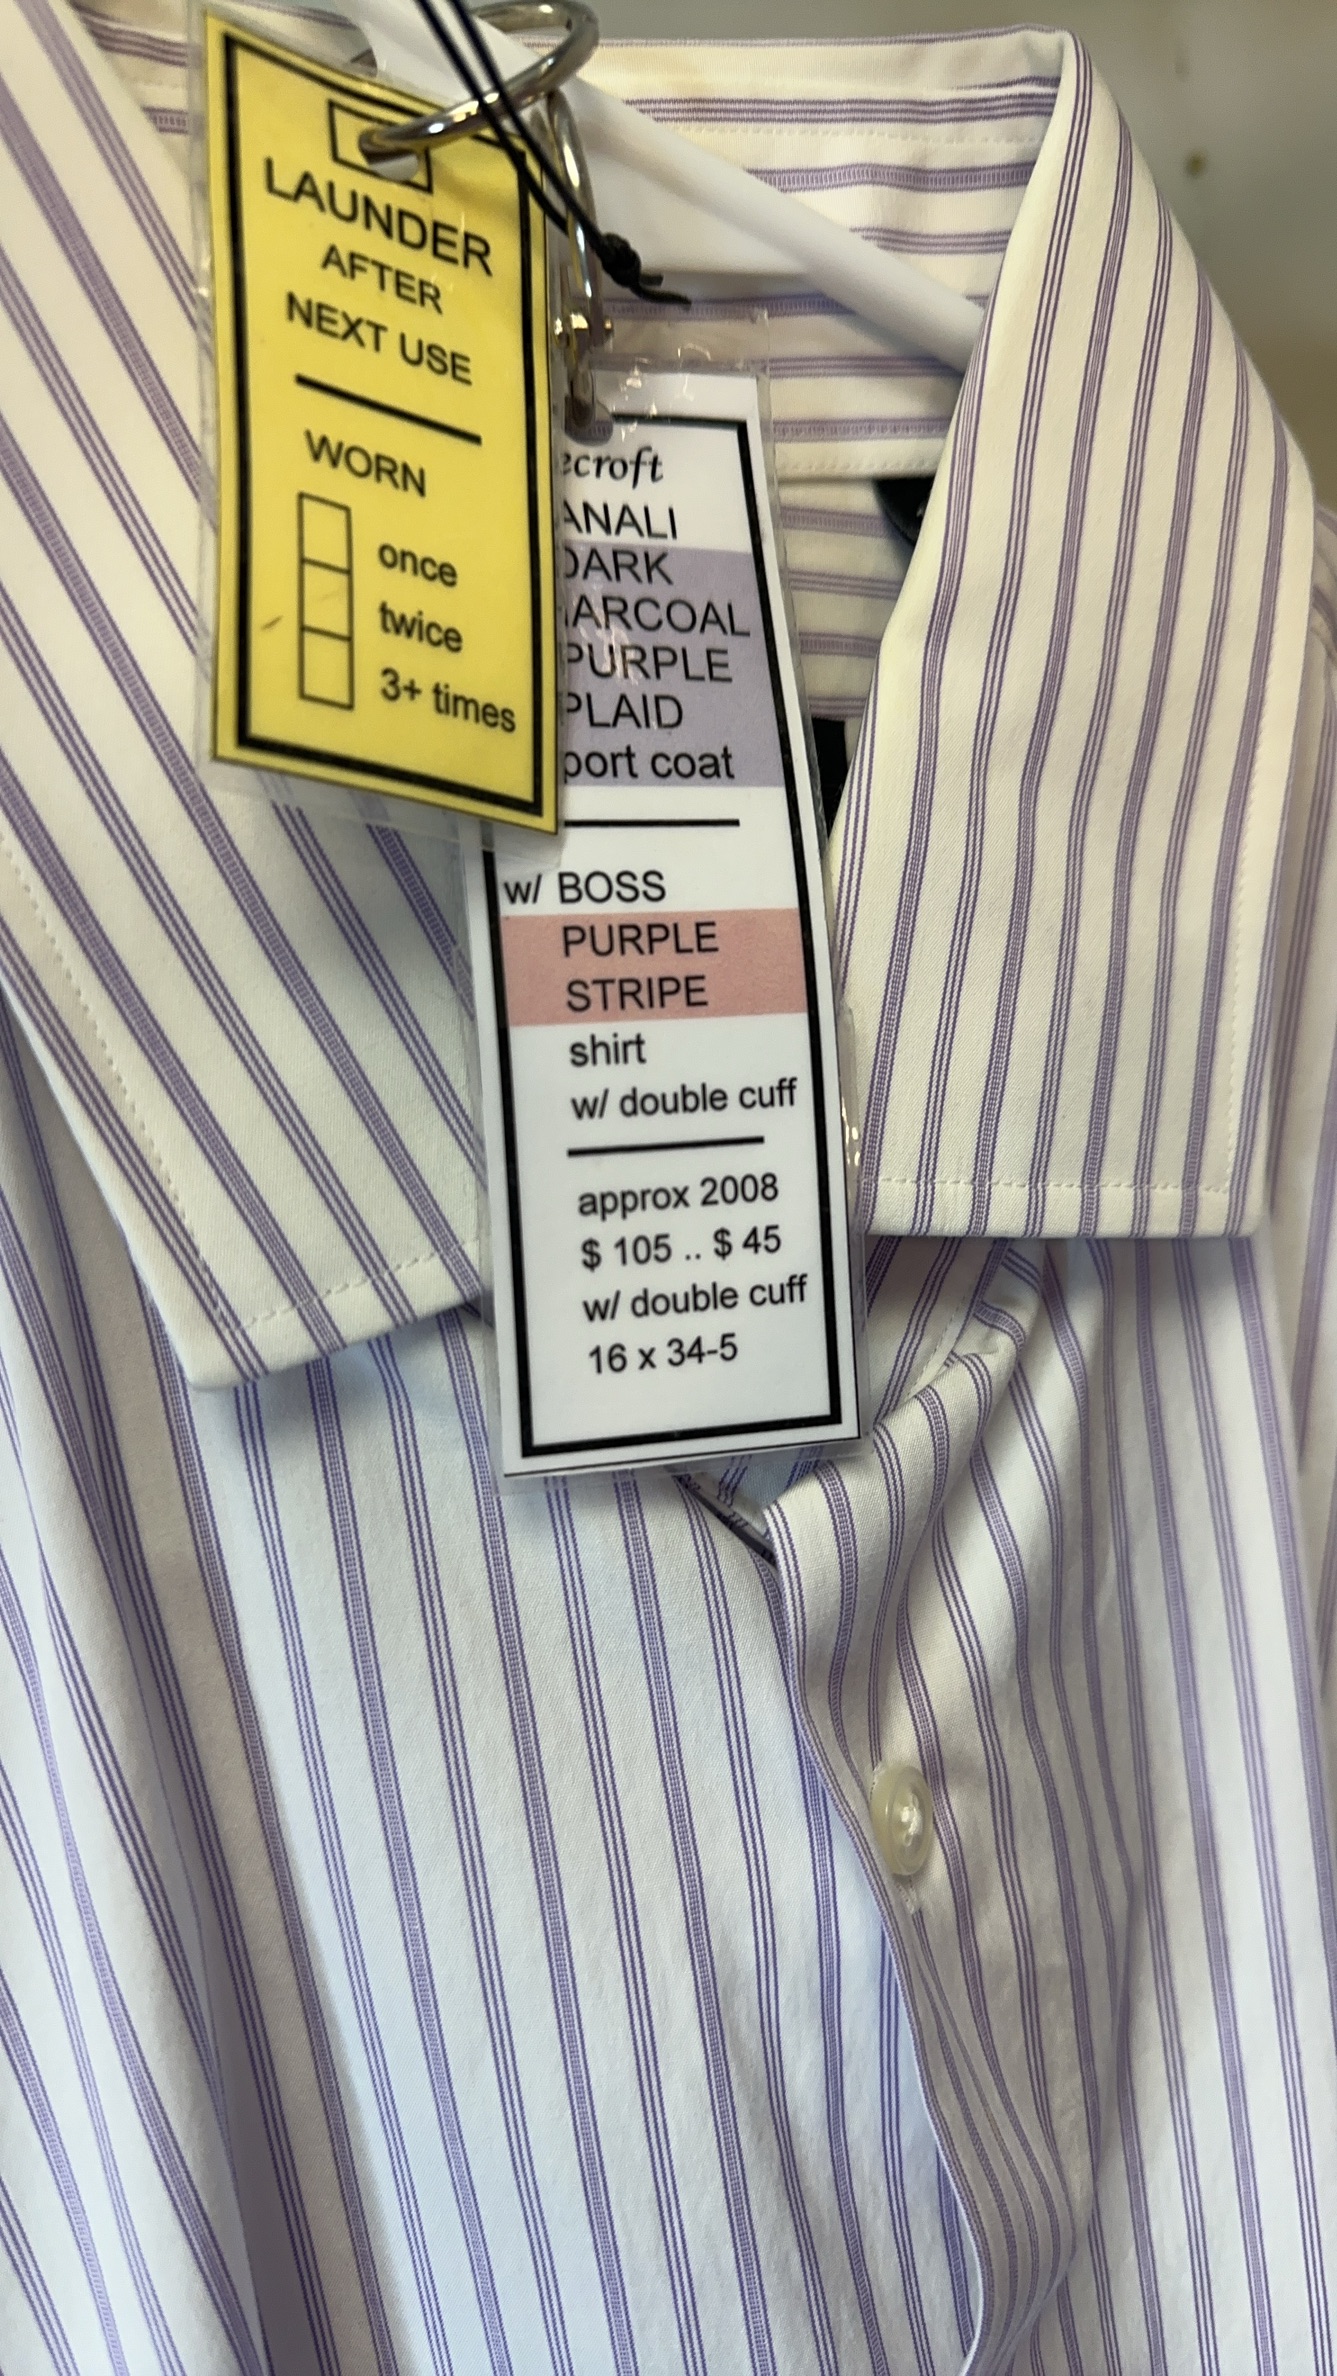 LAUNDER
AFTER
NEXT USE
WORN
once
twice
3+ times
ecroft
ANALI
DARK
ARCOAL
PURPLE
PLAID
port coat
w/ BOSS
PURPLE
STRIPE
shirt
w/ double cuff
approx 2008
$ 105 .. $ 45
w/ double cuff
16 x 34-5